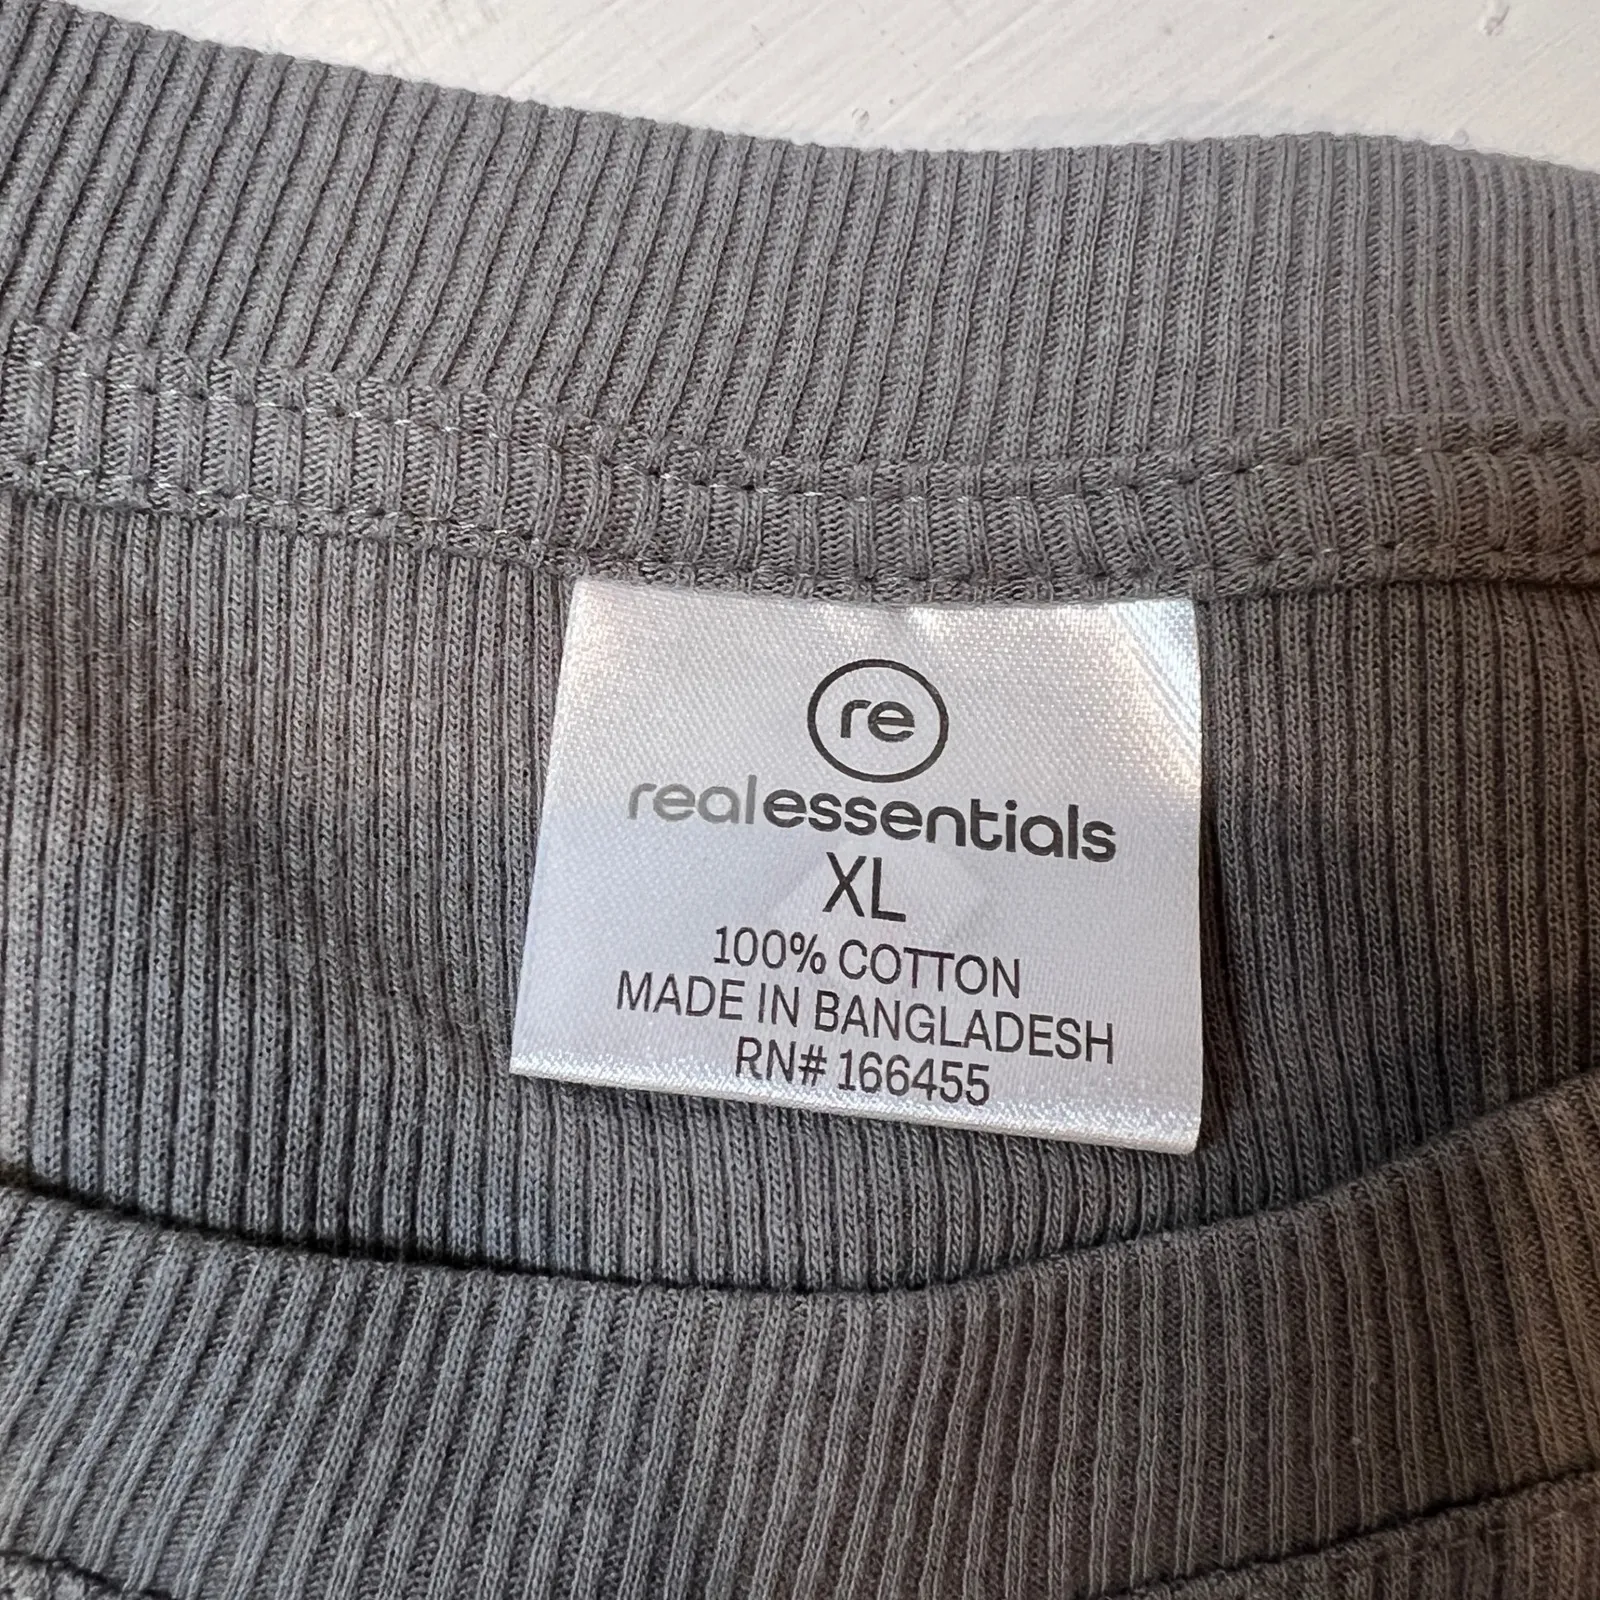 re
realessentials
XL
100% COTTON
MADE IN BANGLADESH
RN# 166455